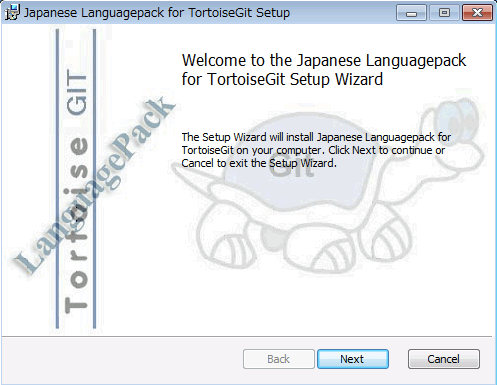 Japanese Languagepack for TortoiseGit Setup
Welcome to the Japanese Languagepack
for TortoiseGit Setup Wizard
The Setup Wizard will install Japanese Languagepack for
TortoiseGit on your computer. Click Next to continue or
Cancel to exit the Setup Wizard.
Tortoise GIT
LanguagePack
Git
Back
Next
Cancel